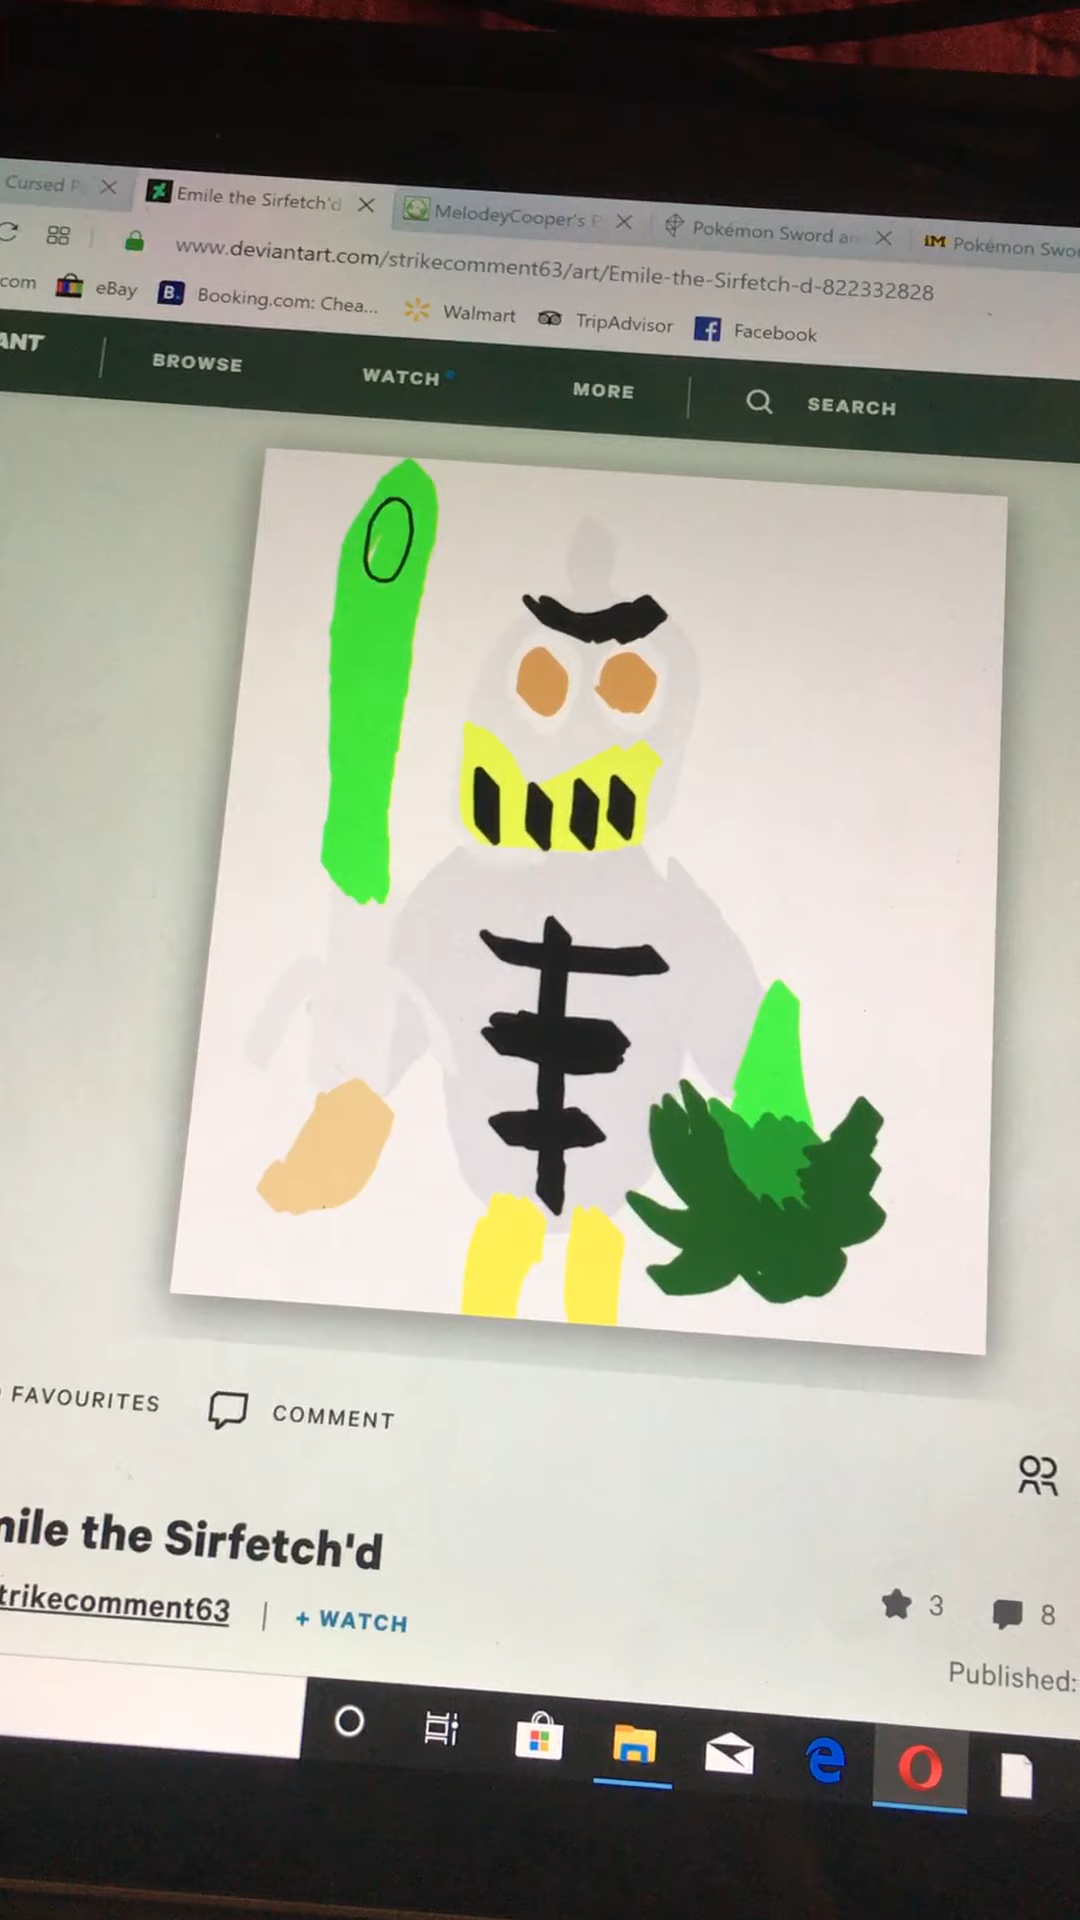 Cursed P
Emile the Sirfetch'd
MelodeyCooper's P
Pokémon Sword an
iM Pokémon Swo
www.deviantart.com/strikecomment63/art/Emile-the-Sirfetch-d-822332828
com
eBay
B. Booking.com: Chea...
Walmart
TripAdvisor
Facebook
ANT
BROWSE
WATCH
MORE
SEARCH
FAVOURITES
COMMENT
mile the Sirfetch'd
trikecomment63
+ WATCH
3
8
Published: